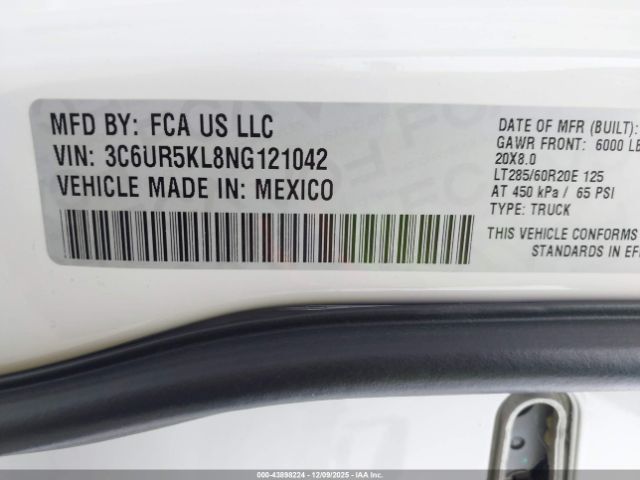 MFD BY: FCA US LLC
VIN: 3C6UR5KL8NG121042
VEHICLE MADE IN: MEXICO
DATE OF MFR (BUILT):
GAWR FRONT: 6000 LB
20X8.0
LT285/60R20E 125
AT 450 kPa / 65 PSI
TYPE: TRUCK
THIS VEHICLE CONFORMS
STANDARDS IN EF
000-43898224 - 12/09/2025 - IAA Inc.